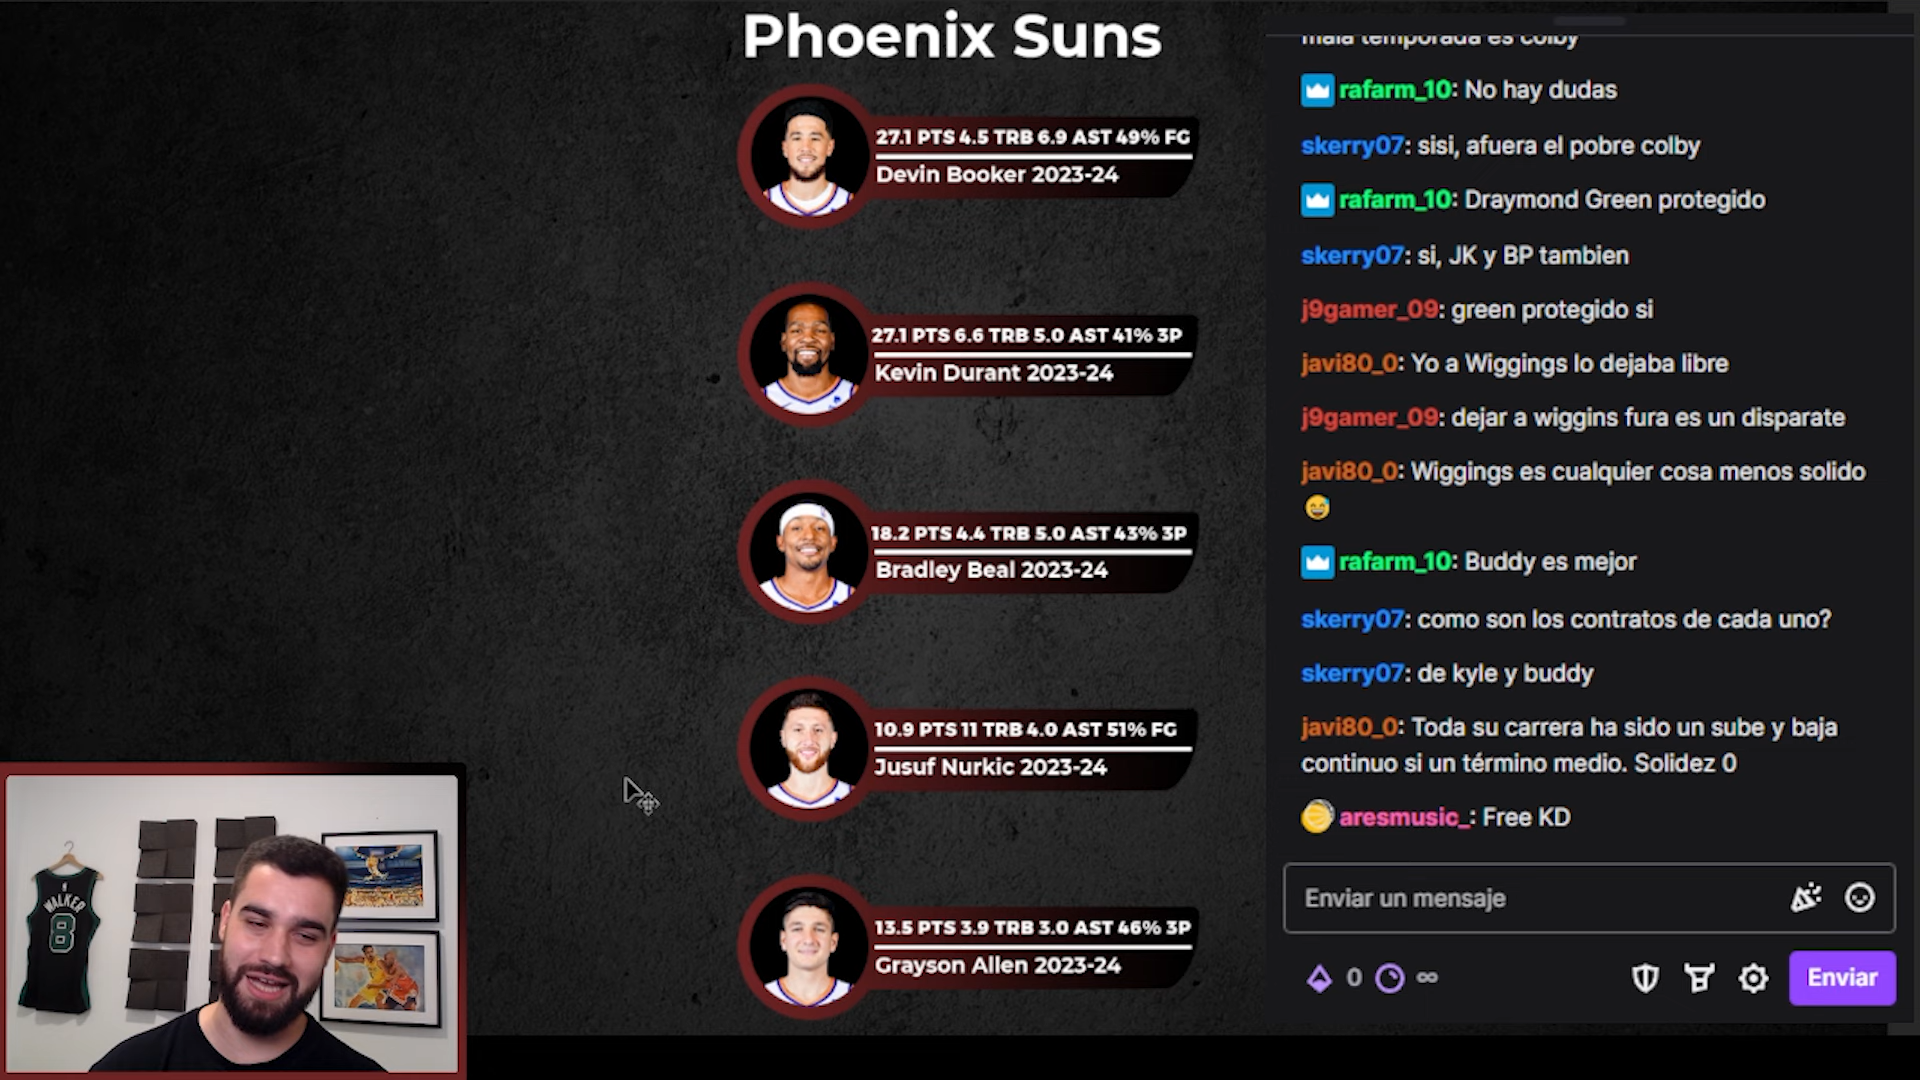 Phoenix Suns
27.1 PTS 4.5 TRB 6.9 AST 49% FG
Devin Booker 2023-24
27.1 PTS 6.6 TRB 5.0 AST 41% 3P
Kevin Durant 2023-24
18.2 PTS 4.4 TRB 5.0 AST 43% 3P
Bradley Beal 2023-24
10.9 PTS 11 TRB 4.0 AST 51% FG
Jusuf Nurkic 2023-24
13.5 PTS 3.9 TRB 3.0 AST 46% 3P
Grayson Allen 2023-24
WALKER
8
mala temporada es colby
rafarm_10: No hay dudas
skerry07: sisi, afuera el pobre colby
rafarm_10: Draymond Green protegido
skerry07: si, JK y BP tambien
j9gamer_09: green protegido si
javi80_0: Yo a Wiggings lo dejaba libre
j9gamer_09: dejar a wiggins fura es un disparate
javi80_0: Wiggings es cualquier cosa menos solido
😅
rafarm_10: Buddy es mejor
skerry07: como son los contratos de cada uno?
skerry07: de kyle y buddy
javi80_0: Toda su carrera ha sido un sube y baja
continuo si un término medio. Solidez 0
aresmusic_: Free KD
Enviar un mensaje
0 ∞
Enviar